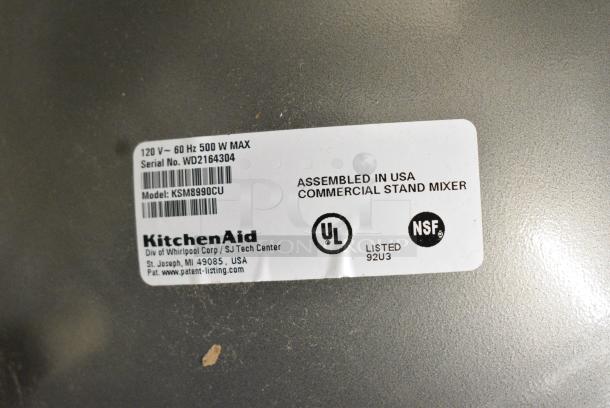 120 V~ 60 Hz 500 W MAX
Serial No. WD2164304
Model: KSM8990CU
KitchenAid
Div of Whirlpool Corp / SJ Tech Center
St. Joseph, MI 49085, USA
Pat. www.patent-listing.com
ASSEMBLED IN USA
COMMERCIAL STAND MIXER
UL
LISTED
92U3
NSF